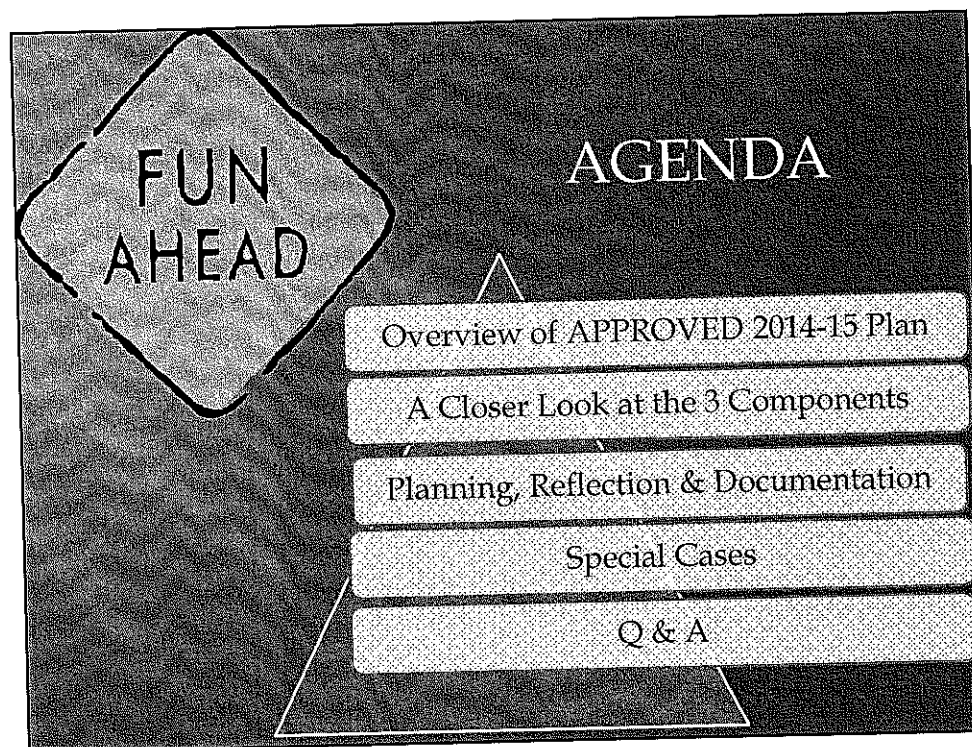 FUN
AHEAD
AGENDA
Overview of APPROVED 2014-15 Plan
A Closer Look at the 3 Components
Planning, Reflection & Documentation
Special Cases
Q & A